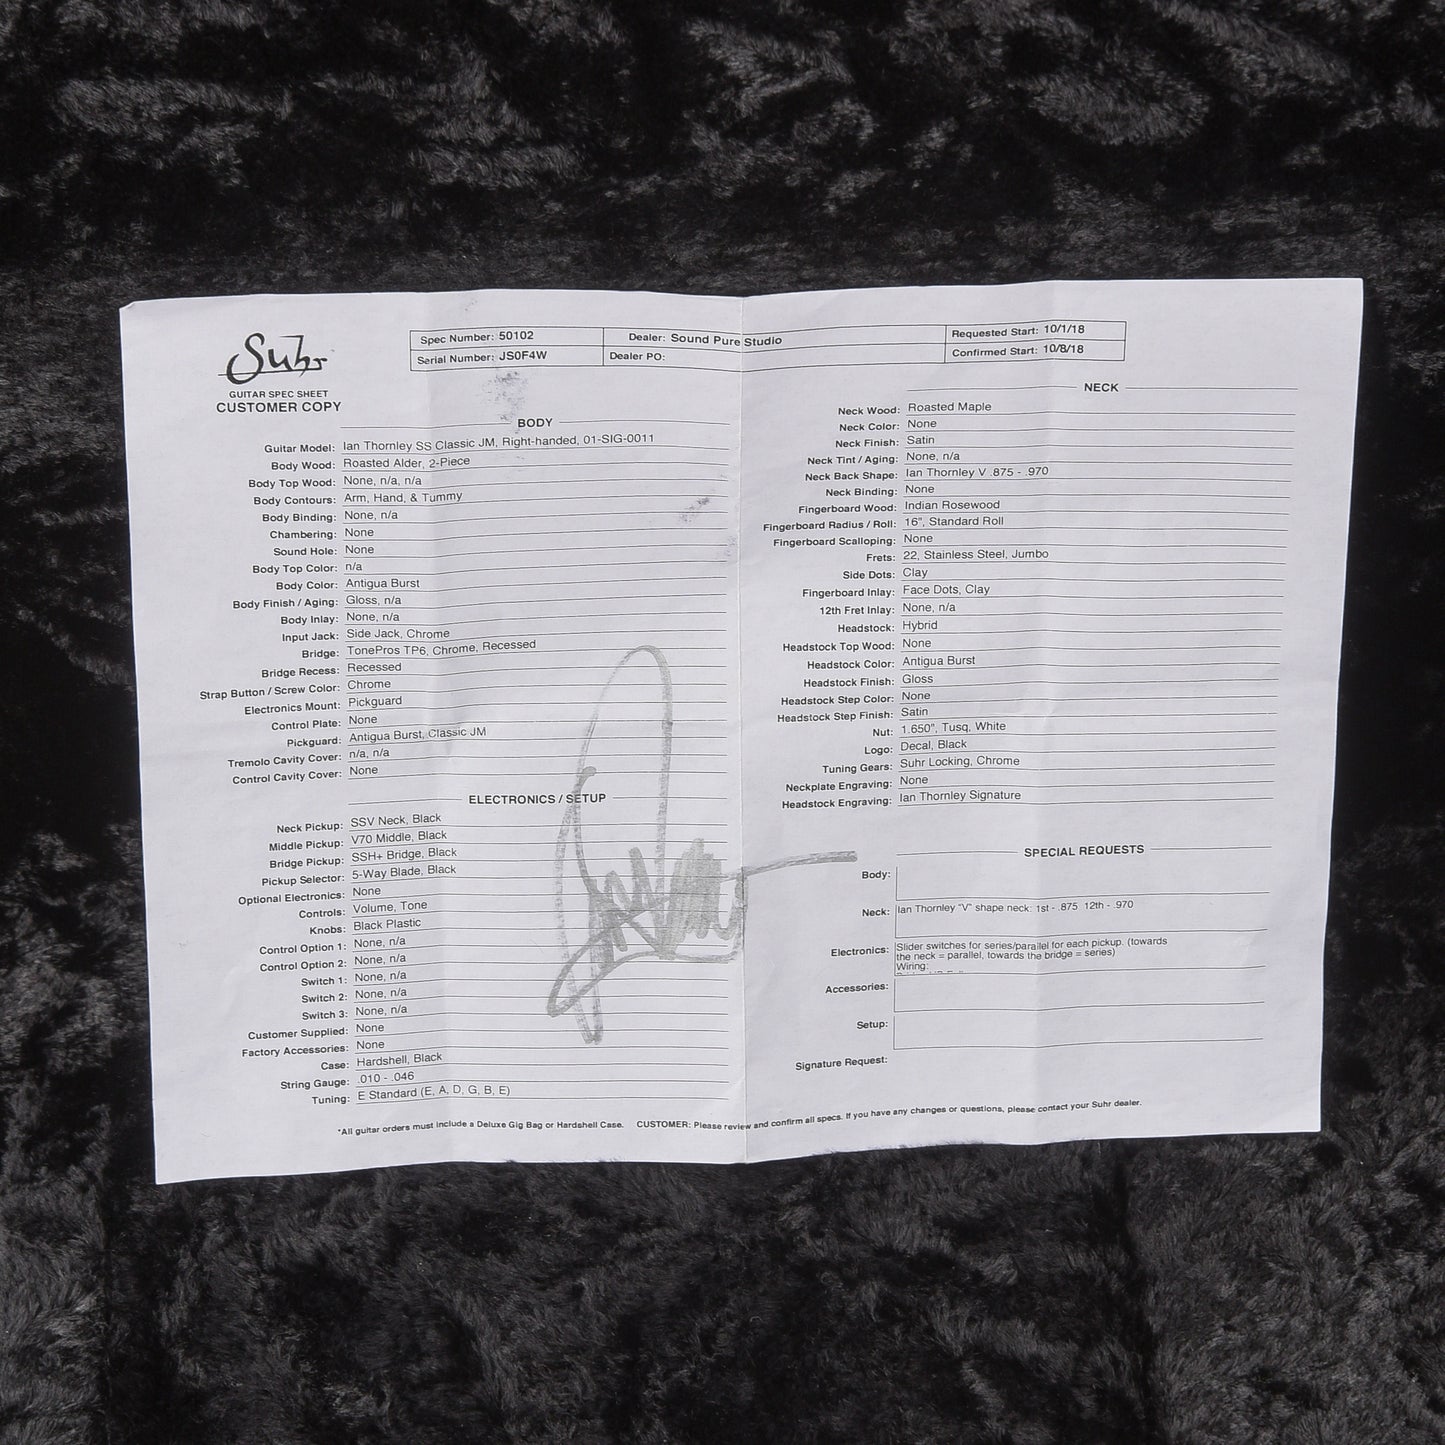 Suhr
GUITAR SPEC SHEET
CUSTOMER COPY
Spec Number: 50102
Serial Number: JS0F4W
Dealer: Sound Pure Studio
Dealer PO:
Requested Start: 10/1/18
Confirmed Start: 10/8/18
BODY
Guitar Model: Ian Thornley SS Classic JM, Right-handed, 01-SIG-0011
Body Wood: Roasted Alder, 2-Piece
Body Top Wood: None, n/a, n/a
Body Contours: Arm, Hand, & Tummy
Body Binding: None, n/a
Chambering: None
Sound Hole: None
Body Top Color: n/a
Body Color: Antigua Burst
Body Finish / Aging: Gloss, n/a
Body Inlay: None, n/a
Input Jack: Side Jack, Chrome
Bridge: TonePros TP6, Chrome, Recessed
Bridge Recess: Recessed
Strap Button / Screw Color: Chrome
Electronics Mount: Pickguard
Control Plate: None
Pickguard: Antigua Burst, Classic JM
Tremolo Cavity Cover: n/a, n/a
Control Cavity Cover: None
ELECTRONICS / SETUP
Neck Pickup: SSV Neck, Black
Middle Pickup: V70 Middle, Black
Bridge Pickup: SSH+ Bridge, Black
Pickup Selector: 5-Way Blade, Black
Optional Electronics: None
Controls: Volume, Tone
Knobs: Black Plastic
Control Option 1: None, n/a
Control Option 2: None, n/a
Switch 1: None, n/a
Switch 2: None, n/a
Switch 3: None, n/a
Customer Supplied: None
Factory Accessories: None
Case: Hardshell, Black
String Gauge: .010 - .046
Tuning: E Standard (E, A, D, G, B, E)
NECK
Neck Wood: Roasted Maple
Neck Color: None
Neck Finish: Satin
Neck Tint / Aging: None, n/a
Neck Back Shape: Ian Thornley V .875 - .970
Neck Binding: None
Fingerboard Wood: Indian Rosewood
Fingerboard Radius / Roll: 16", Standard Roll
Fingerboard Scalloping: None
Frets: 22, Stainless Steel, Jumbo
Side Dots: Clay
Fingerboard Inlay: Face Dots, Clay
12th Fret Inlay: None, n/a
Headstock: Hybrid
Headstock Top Wood: None
Headstock Color: Antigua Burst
Headstock Finish: Gloss
Headstock Step Color: None
Headstock Step Finish: Satin
Nut: 1.650", Tusq, White
Logo: Decal, Black
Tuning Gears: Suhr Locking, Chrome
Neckplate Engraving: None
Headstock Engraving: Ian Thornley Signature
SPECIAL REQUESTS
Body:
Neck: Ian Thornley "V" shape neck: 1st - .875 12th - .970
Electronics: Slider switches for series/parallel for each pickup. (towards
the neck = parallel, towards the bridge = series)
Wiring:
Accessories:
Setup:
Signature Request:
*All guitar orders must include a Deluxe Gig Bag or Hardshell Case. CUSTOMER: Please review and confirm all specs. If you have any changes or questions, please contact your Suhr dealer.